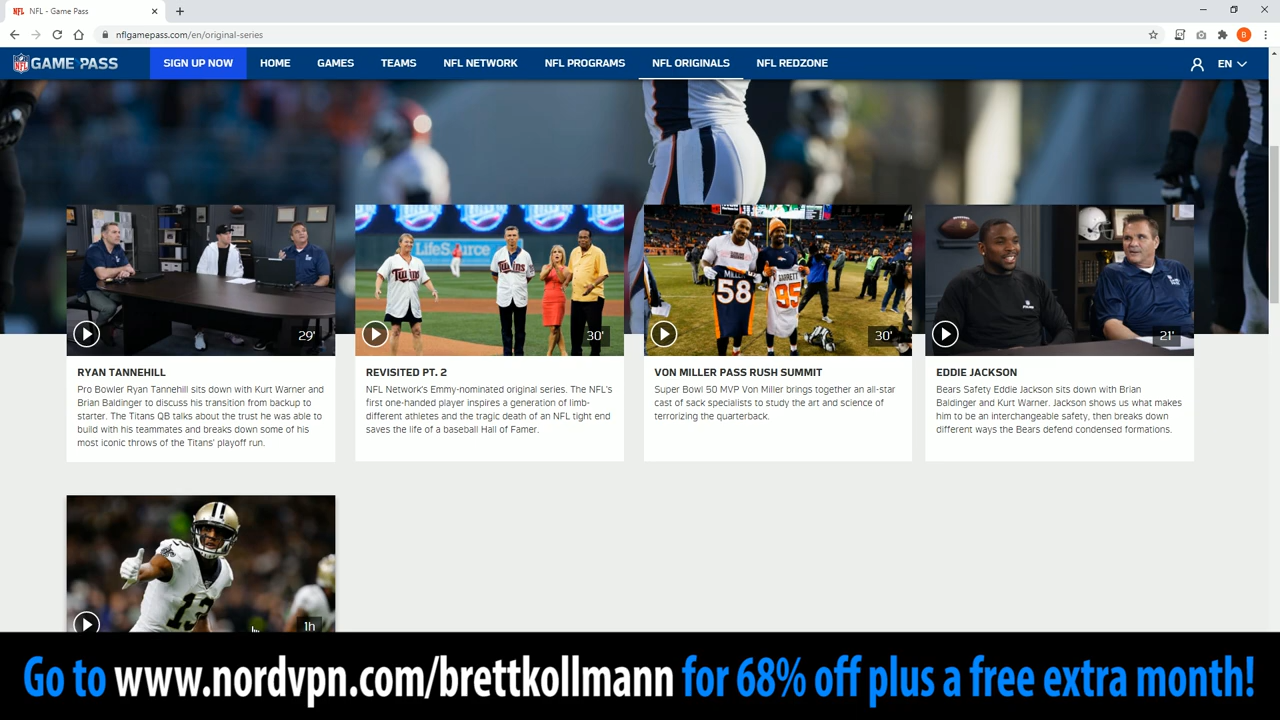 NFL NFL - Game Pass
nflgamepass.com/en/original-series
B
NFL GAME PASS
SIGN UP NOW
HOME
GAMES
TEAMS
NFL NETWORK
NFL PROGRAMS
NFL ORIGINALS
NFL REDZONE
EN
LifeSource
Twins
Twins
MILLER
58
GARRETT
95
29'
30'
30'
21'
RYAN TANNEHILL
Pro Bowler Ryan Tannehill sits down with Kurt Warner and
Brian Baldinger to discuss his transition from backup to
starter. The Titans QB talks about the trust he was able to
build with his teammates and breaks down some of his
most iconic throws of the Titans' playoff run.
REVISITED PT. 2
NFL Network's Emmy-nominated original series. The NFL's
first one-handed player inspires a generation of limb-
different athletes and the tragic death of an NFL tight end
saves the life of a baseball Hall of Famer.
VON MILLER PASS RUSH SUMMIT
Super Bowl 50 MVP Von Miller brings together an all-star
cast of sack specialists to study the art and science of
terrorizing the quarterback.
EDDIE JACKSON
Bears Safety Eddie Jackson sits down with Brian
Baldinger and Kurt Warner. Jackson shows us what makes
him to be an interchangeable safety, then breaks down
different ways the Bears defend condensed formations.
13
1h
Go to www.nordvpn.com/brettkollmann for 68% off plus a free extra month!